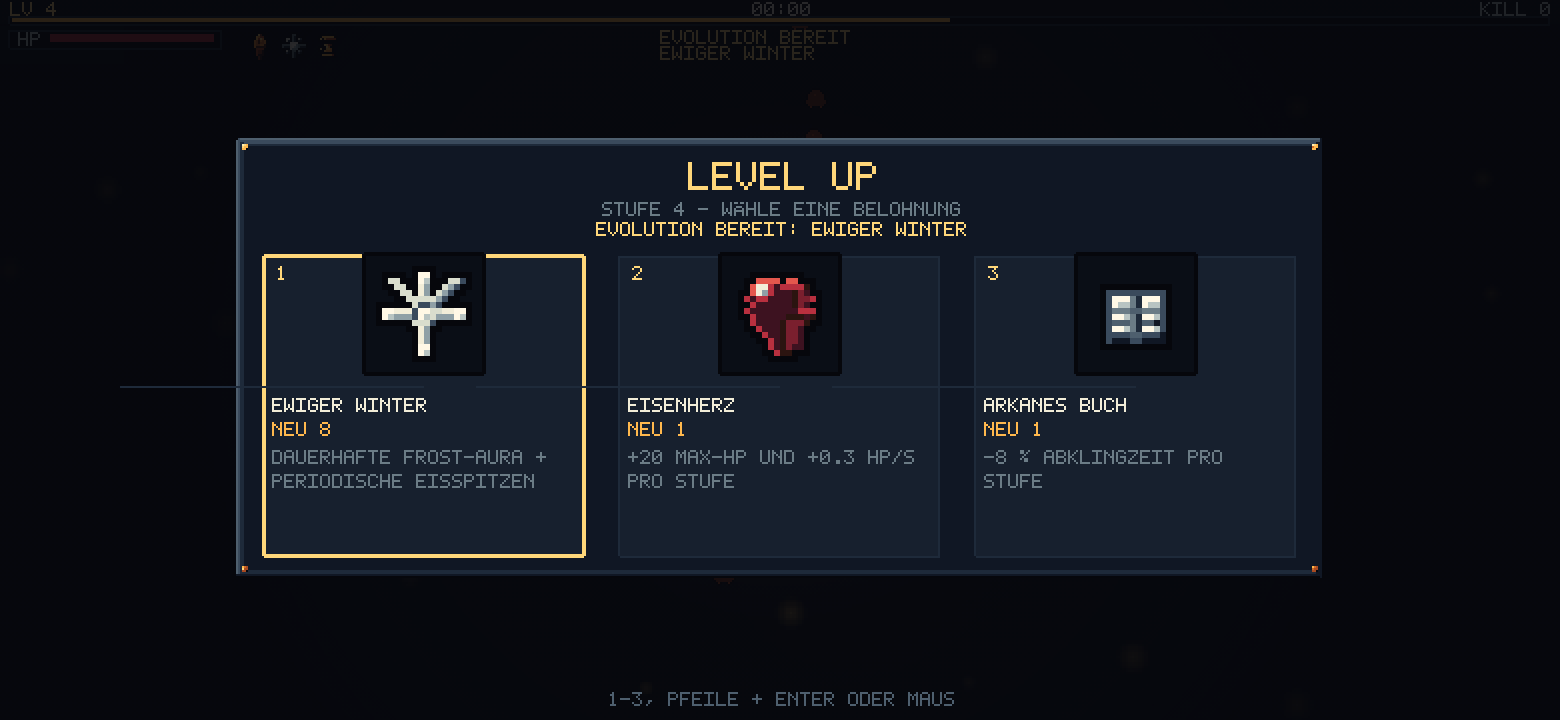 LV 4
00:00
KILL 0
HP
EVOLUTION BEREIT
EWIGER WINTER
LEVEL UP
STUFE 4 - WÄHLE EINE BELOHNUNG
EVOLUTION BEREIT: EWIGER WINTER
1
EWIGER WINTER
NEU 8
DAUERHAFTE FROST-AURA +
PERIODISCHE EISSPITZEN
2
EISENHERZ
NEU 1
+20 MAX-HP UND +0.3 HP/S
PRO STUFE
3
ARKANES BUCH
NEU 1
-8 % ABKLINGZEIT PRO
STUFE
1-3, PFEILE + ENTER ODER MAUS